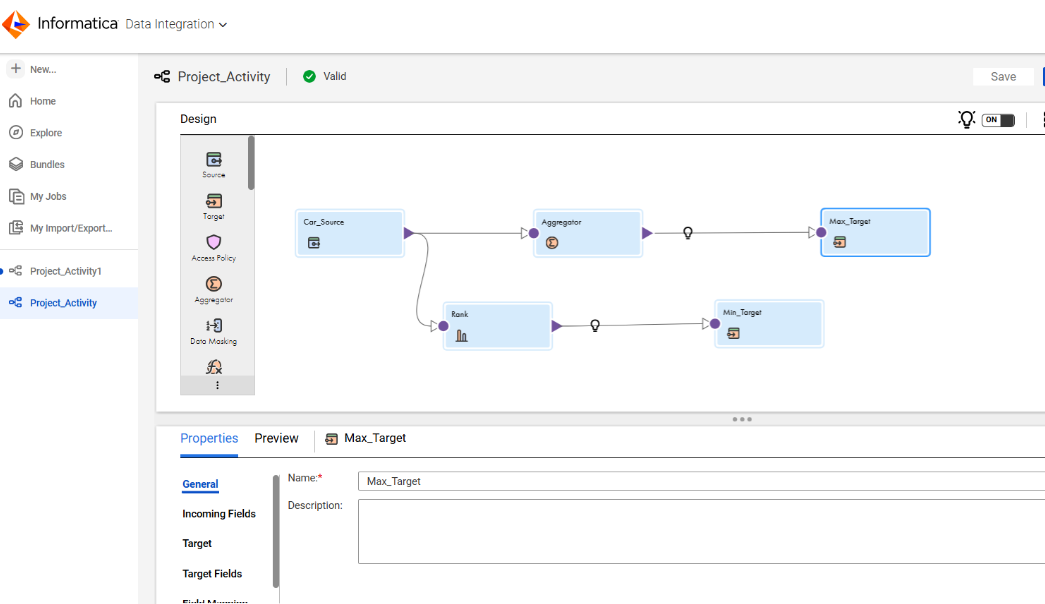 Informatica Data Integration
New...
Home
Explore
Bundles
My Jobs
My Import/Export...
Project_Activity1
Project_Activity
Project_Activity Valid Save
Design ON
Source
Target
Access Policy
Aggregator
Data Masking
Car_Source
Aggregator
Max_Target
Rank
Min_Target
Properties Preview Max_Target
General
Incoming Fields
Target
Target Fields
Field Mapping
Name:* Max_Target
Description: